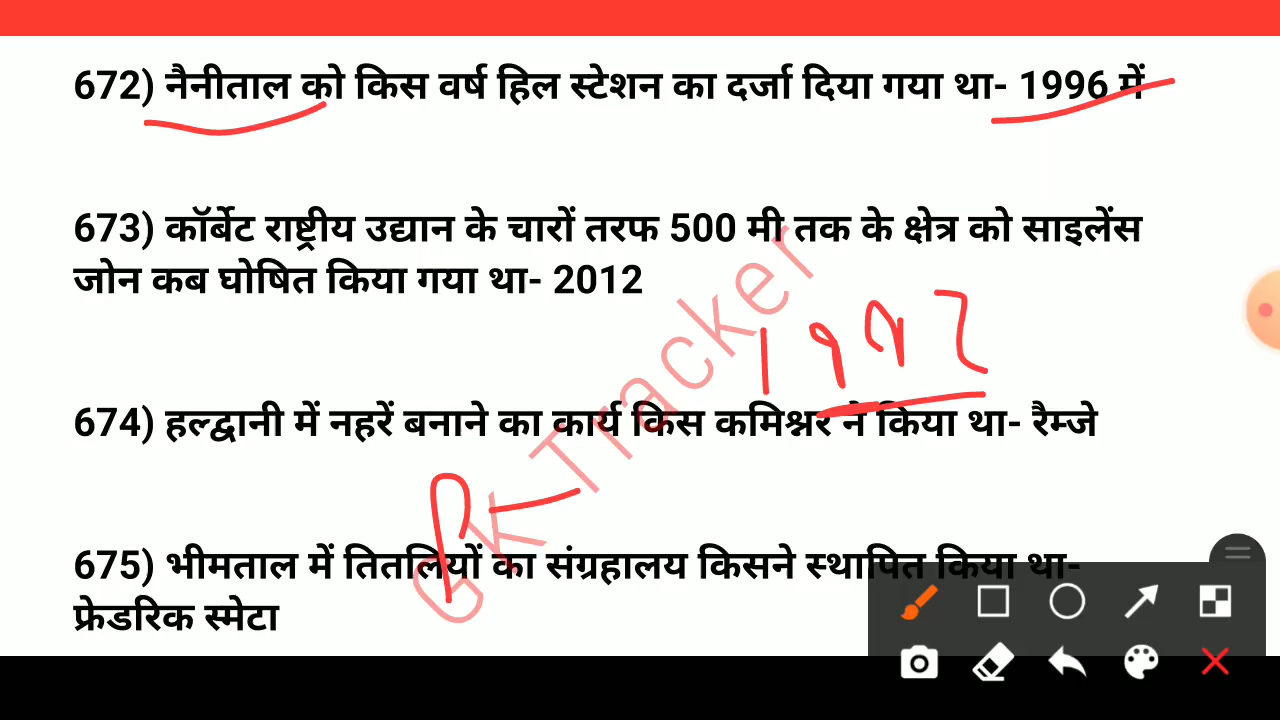 672) नैनीताल को किस वर्ष हिल स्टेशन का दर्जा दिया गया था- 1996 में
673) कॉर्बेट राष्ट्रीय उद्यान के चारों तरफ 500 मी तक के क्षेत्र को साइलेंस
जोन कब घोषित किया गया था- 2012
674) हल्द्वानी में नहरें बनाने का कार्य किस कमिश्नर ने किया था- रैम्जे
675) भीमताल में तितलियों का संग्रहालय किसने स्थापित किया था-
फ्रेडरिक स्मेटा
GK Tracker